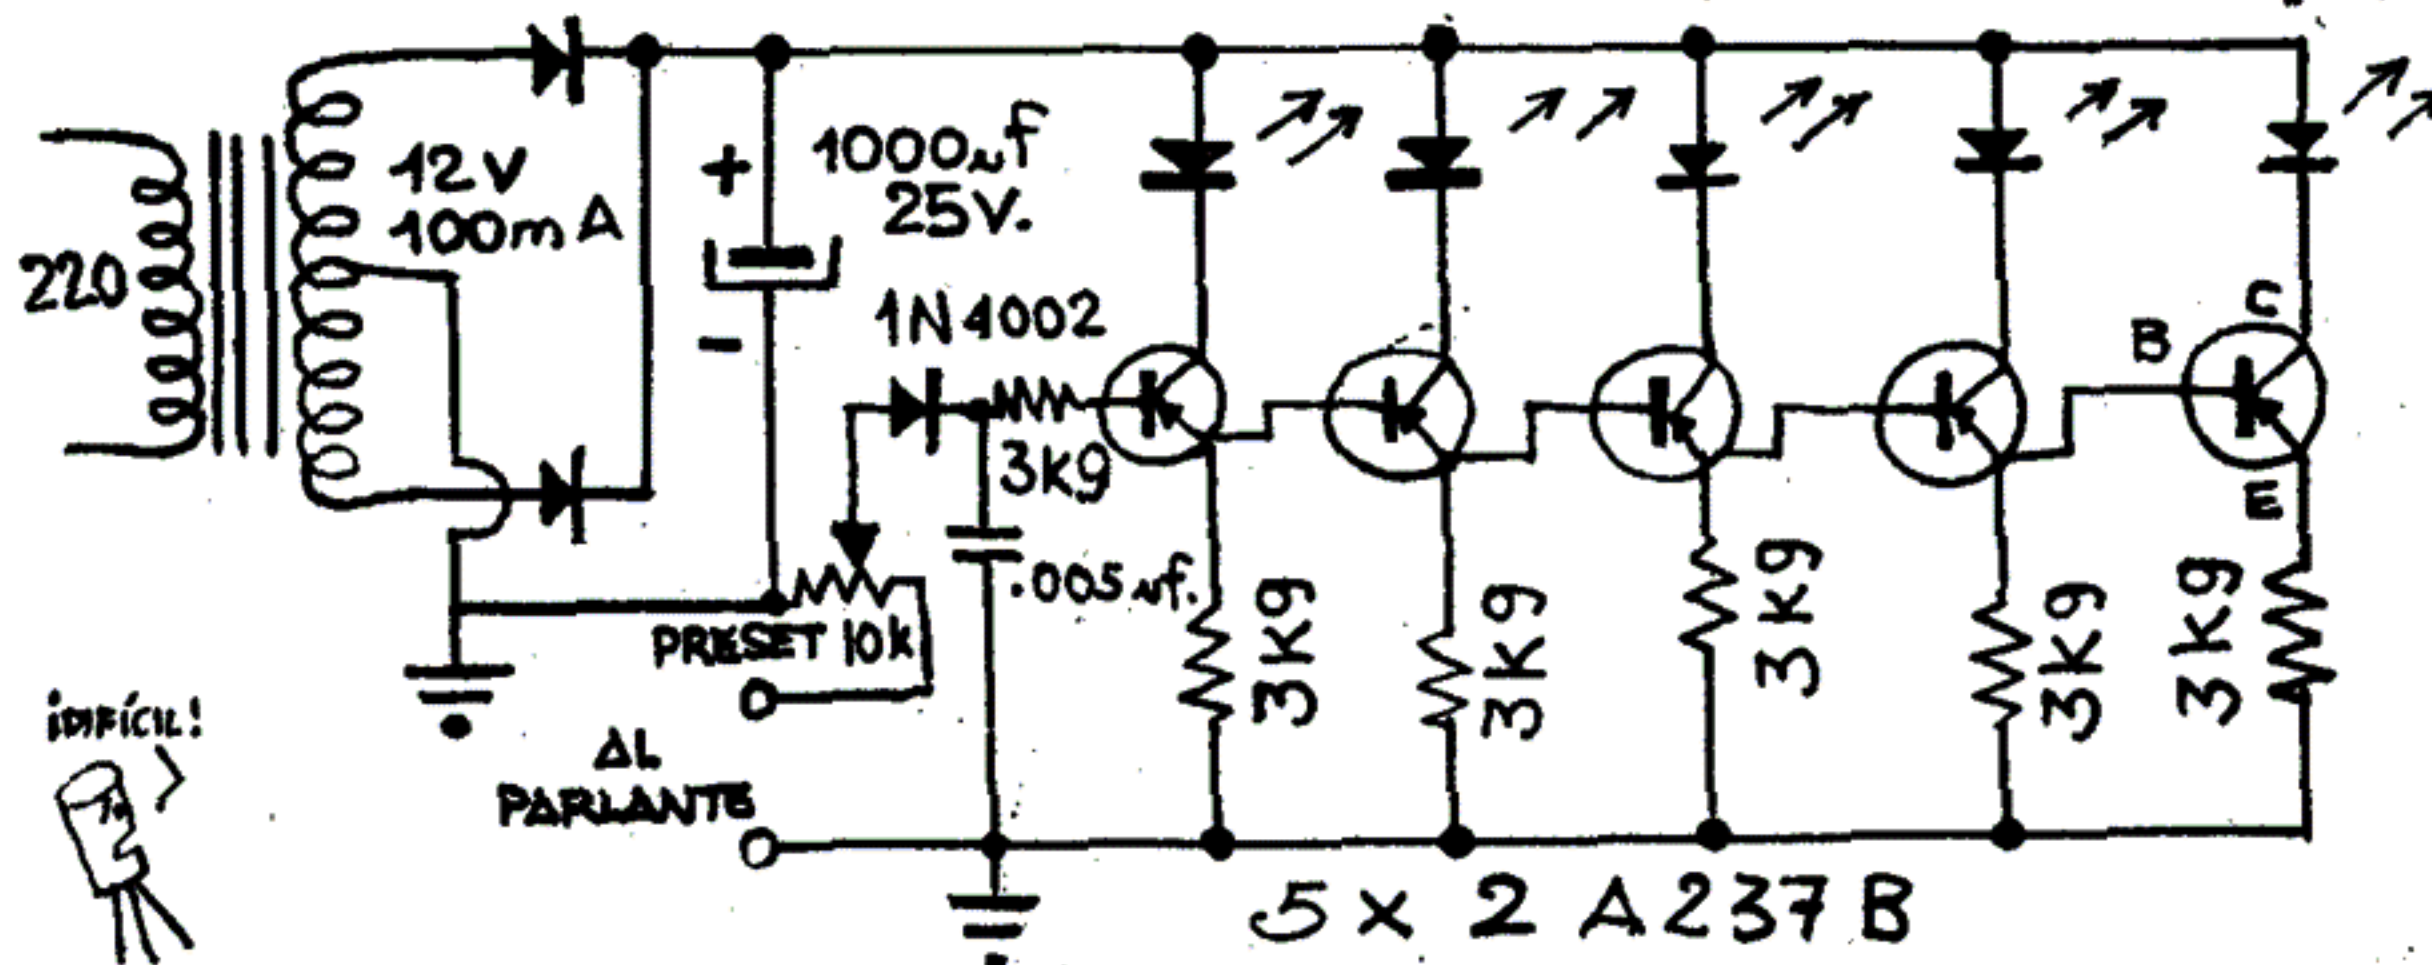 220
12V
100mA
+
1000uf
25V.
-
1N4002
3K9
.005uf.
PRESET 10k
AL
PARLANTE
3K9
3K9
3K9
3K9
3K9
B
C
E
5 x 2 A 237 B
¡DIFÍCIL!